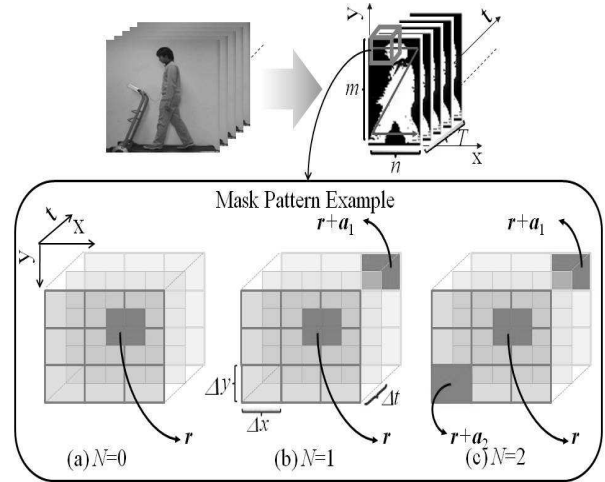 y
t
m
n
T
x
Mask Pattern Example
t
x
y
r+a1
r+a1
Δy
Δx
Δt
r
r
r+a2
r
(a) N=0
(b) N=1
(c) N=2